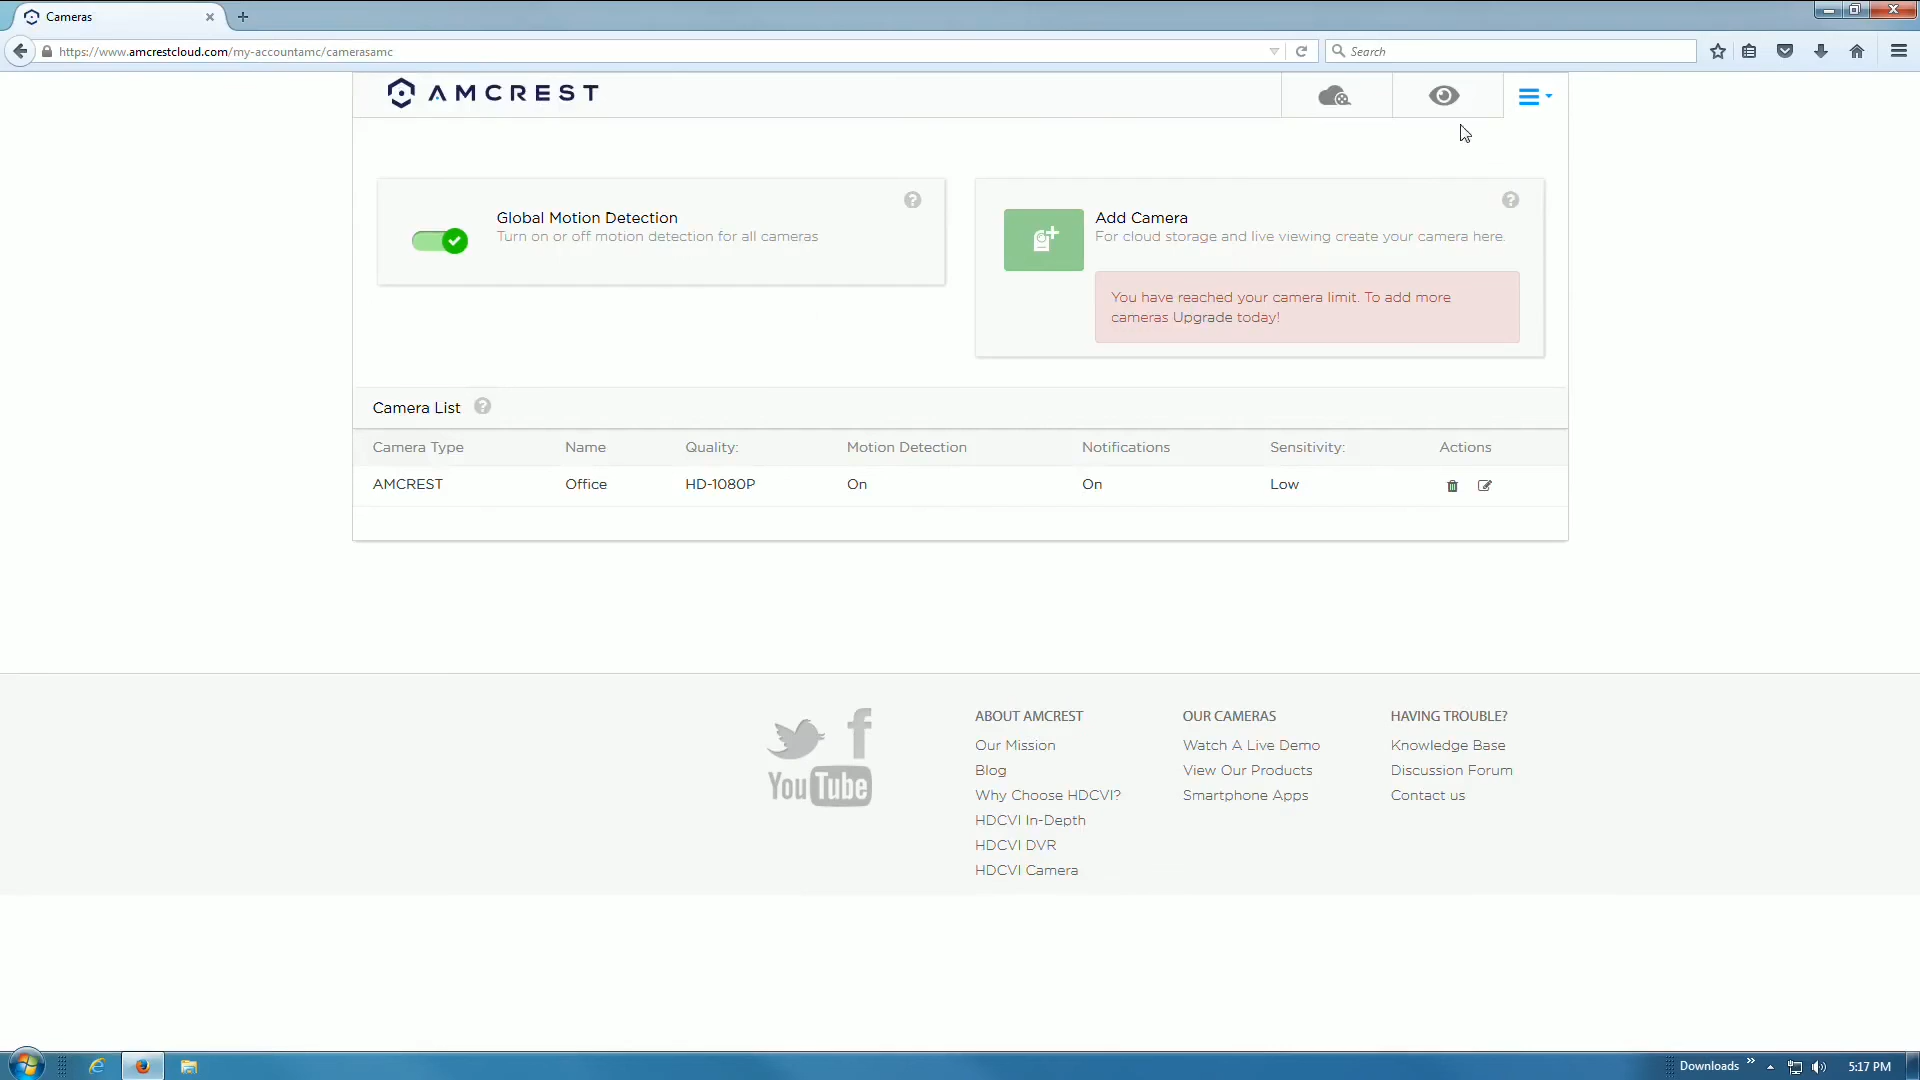 Cameras
https://www.amcrestcloud.com/my-accountamc/camerasamc
Search
AMCREST
Global Motion Detection
Turn on or off motion detection for all cameras
Add Camera
For cloud storage and live viewing create your camera here.
You have reached your camera limit. To add more
cameras Upgrade today!
Camera List
Camera Type Name Quality: Motion Detection Notifications Sensitivity: Actions
AMCREST Office HD-1080P On On Low
You Tube
ABOUT AMCREST
Our Mission
Blog
Why Choose HDCVI?
HDCVI In-Depth
HDCVI DVR
HDCVI Camera
OUR CAMERAS
Watch A Live Demo
View Our Products
Smartphone Apps
HAVING TROUBLE?
Knowledge Base
Discussion Forum
Contact us
Downloads
5:17 PM